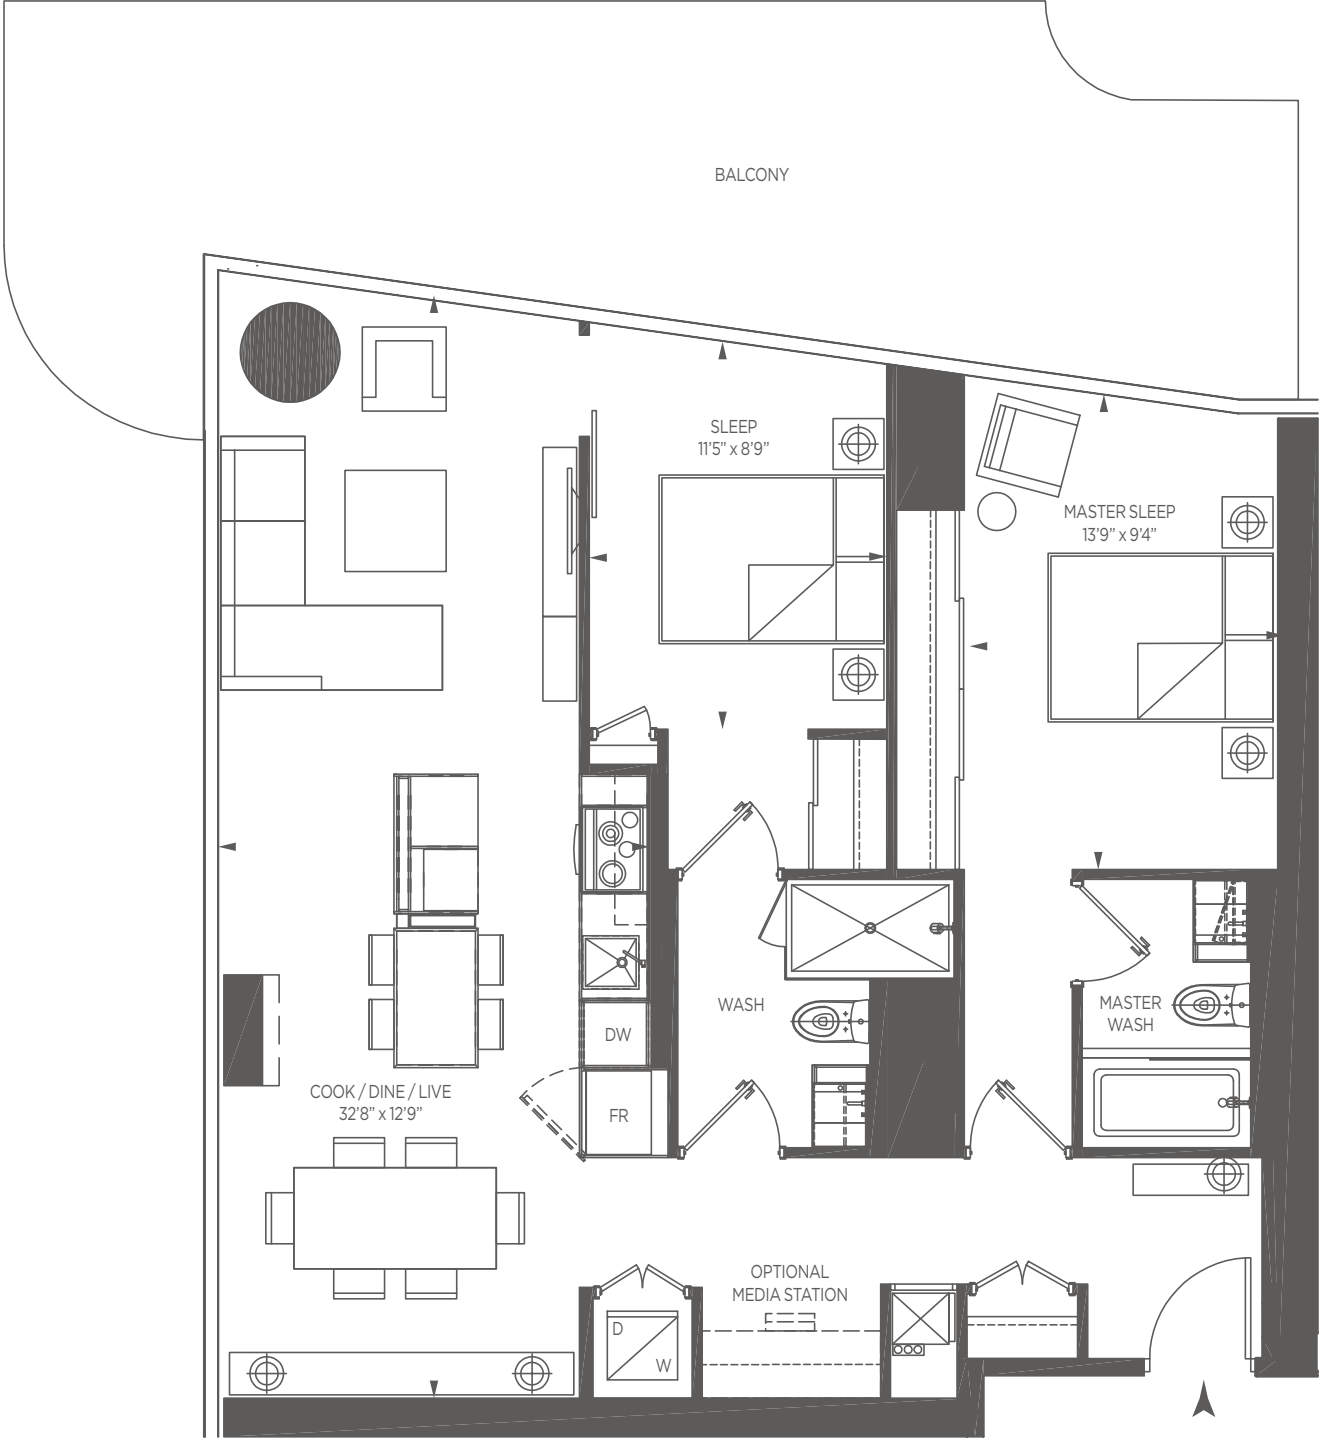 BALCONY
SLEEP
11'5" x 8'9"
MASTER SLEEP
13'9" x 9'4"
WASH
MASTER
WASH
DW
FR
COOK / DINE / LIVE
32'8" x 12'9"
OPTIONAL
MEDIA STATION
D
W